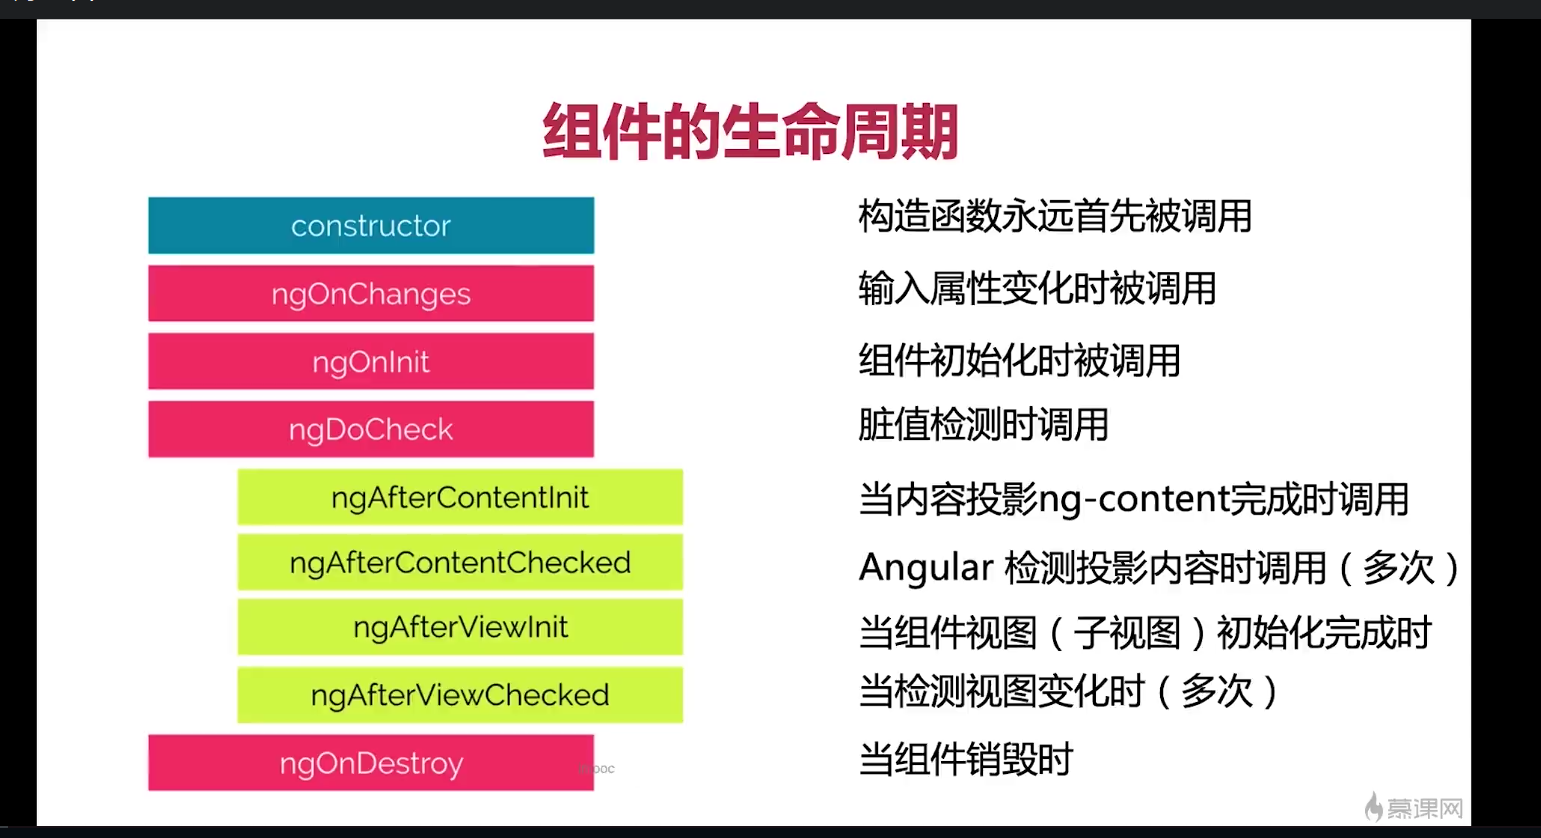 组件的生命周期
constructor
构造函数永远首先被调用
ngOnChanges
输入属性变化时被调用
ngOnInit
组件初始化时被调用
ngDoCheck
脏值检测时调用
ngAfterContentInit
当内容投影ng-content完成时调用
ngAfterContentChecked
Angular 检测投影内容时调用（多次）
ngAfterViewInit
当组件视图（子视图）初始化完成时
ngAfterViewChecked
当检测视图变化时（多次）
ngOnDestroy
当组件销毁时
慕课网